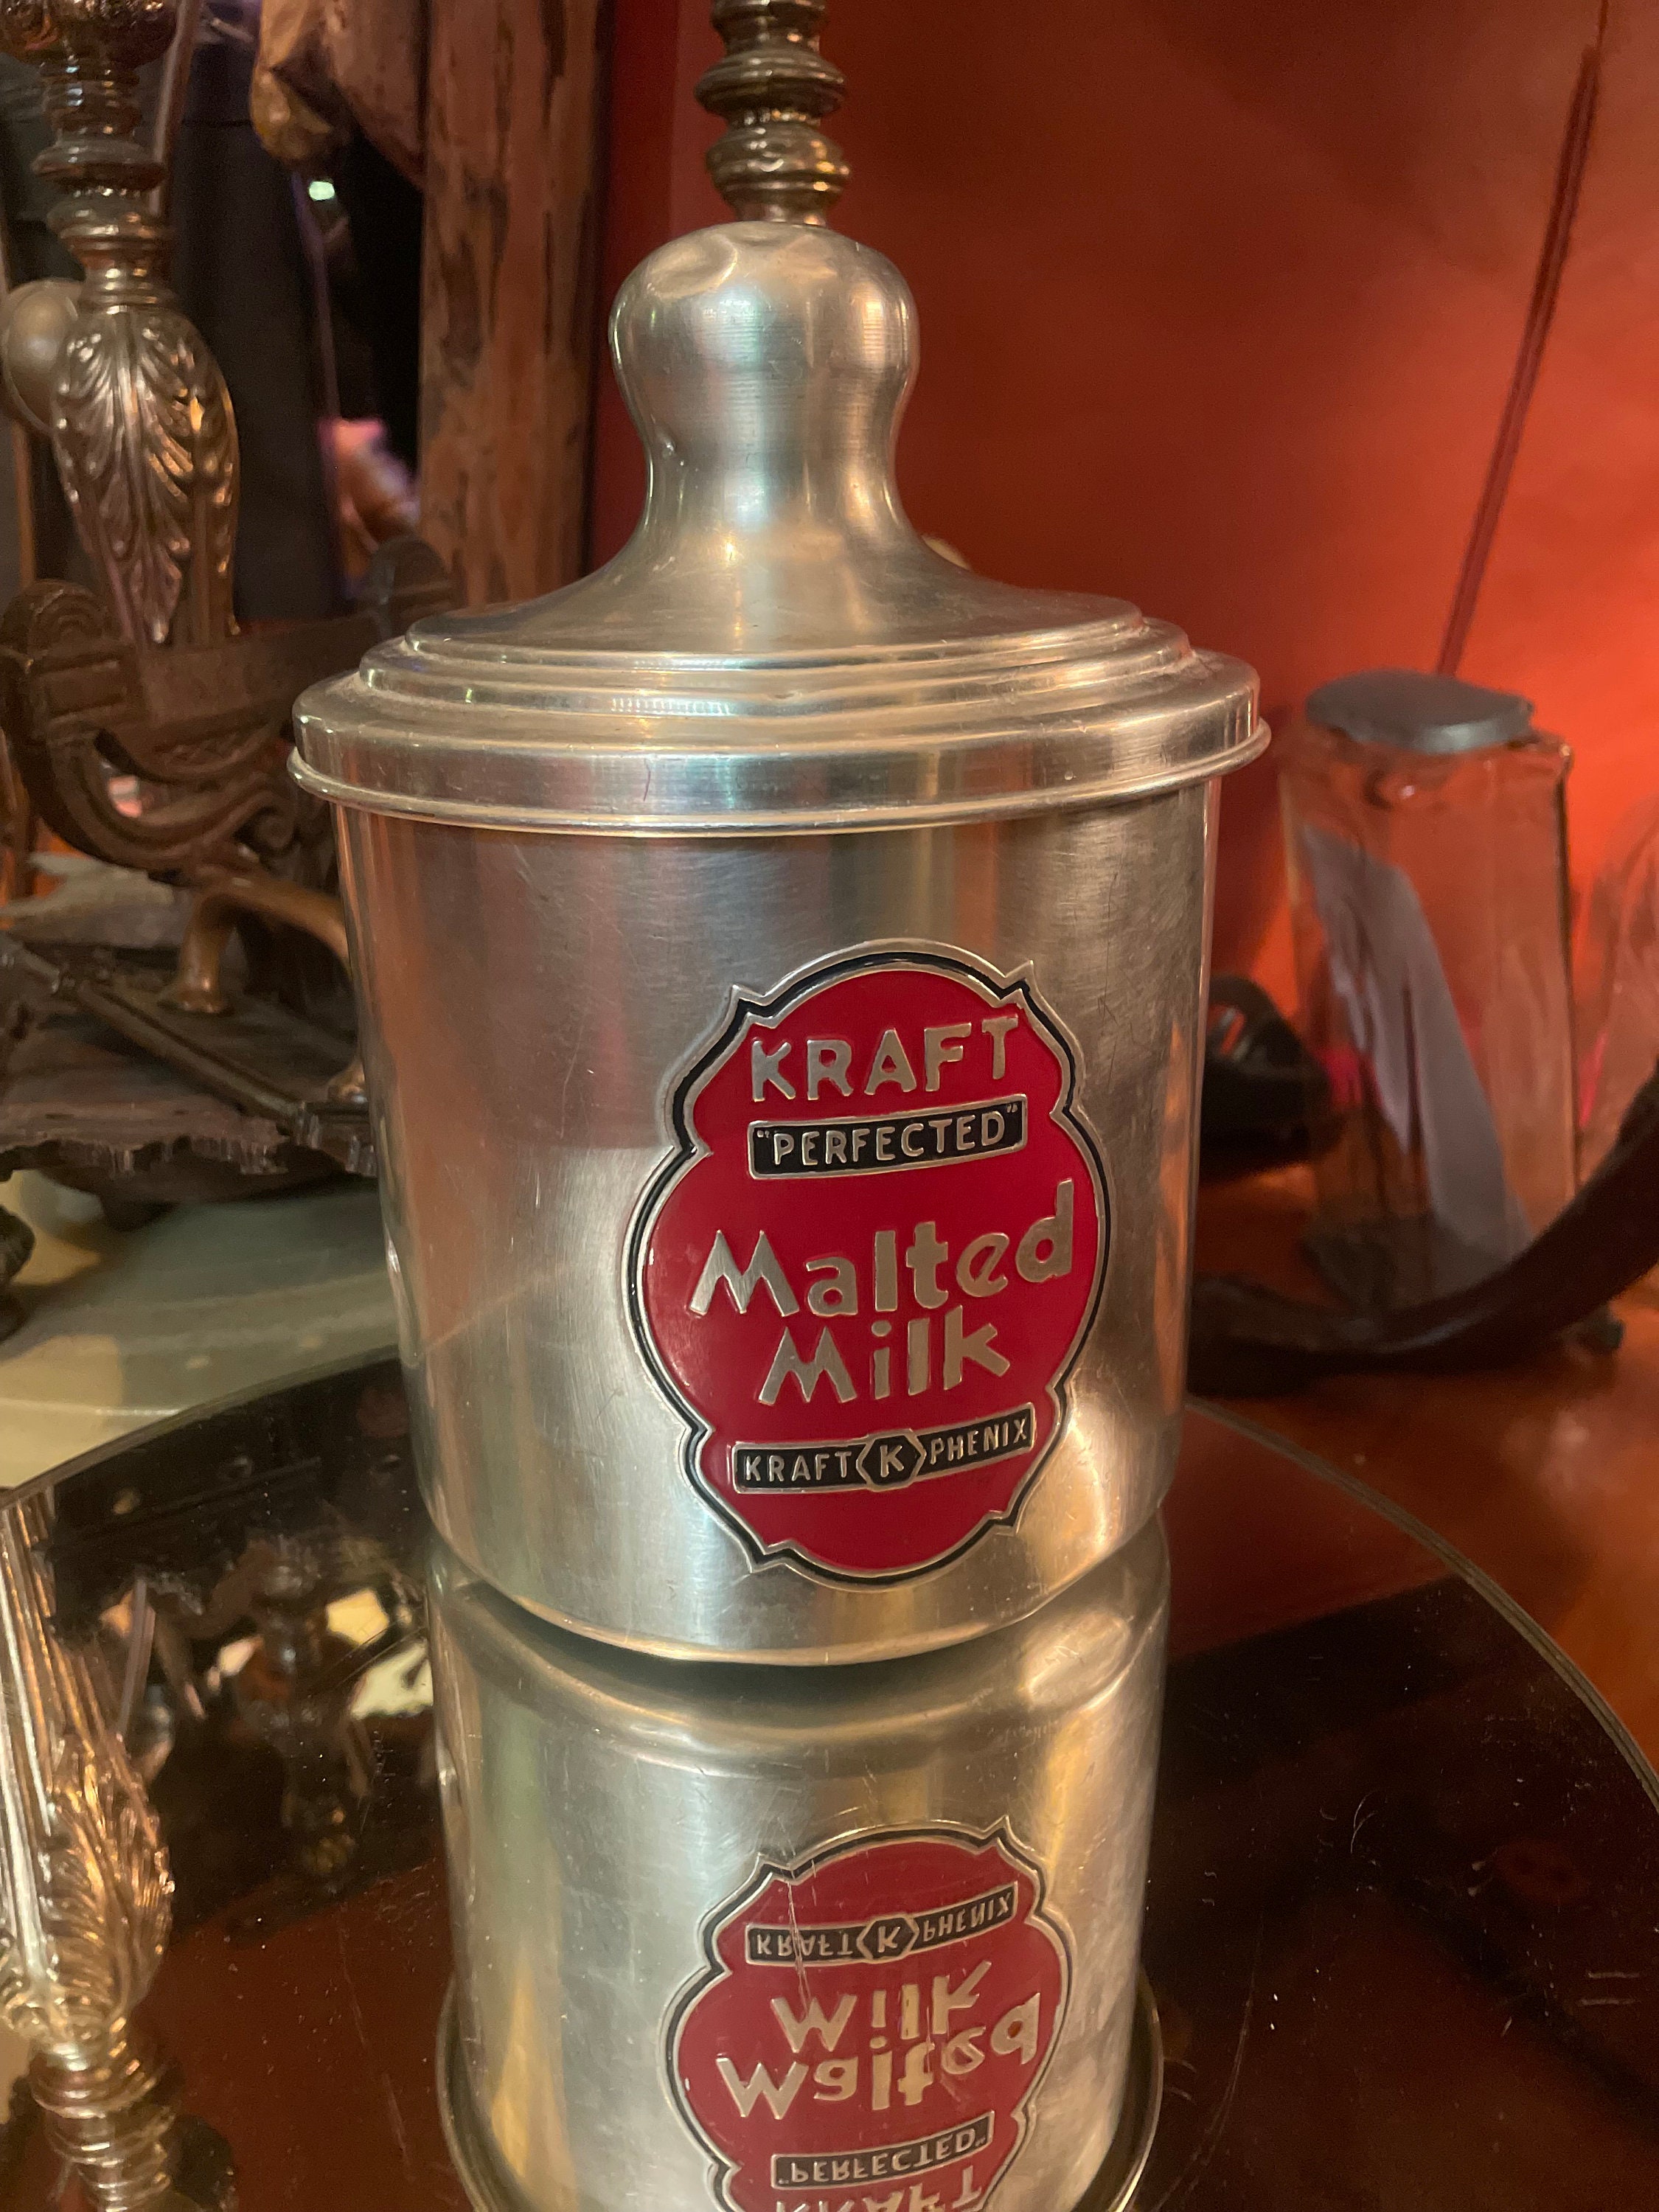 KRAFT
"PERFECTED"
Malted
Milk
KRAFT K PHENIX